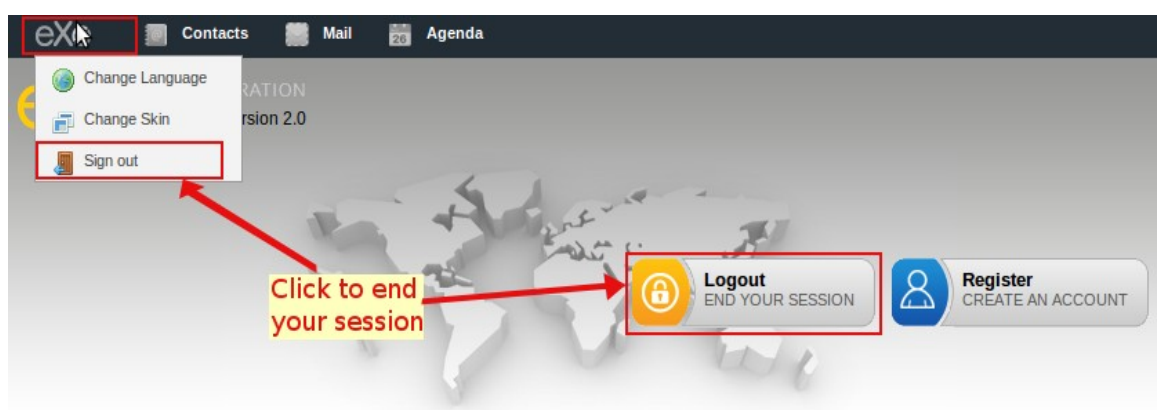 eXo Contacts Mail 26 Agenda
Change Language
RATION
Change Skin
rsion 2.0
Sign out
Click to end
your session
Logout
END YOUR SESSION
Register
CREATE AN ACCOUNT